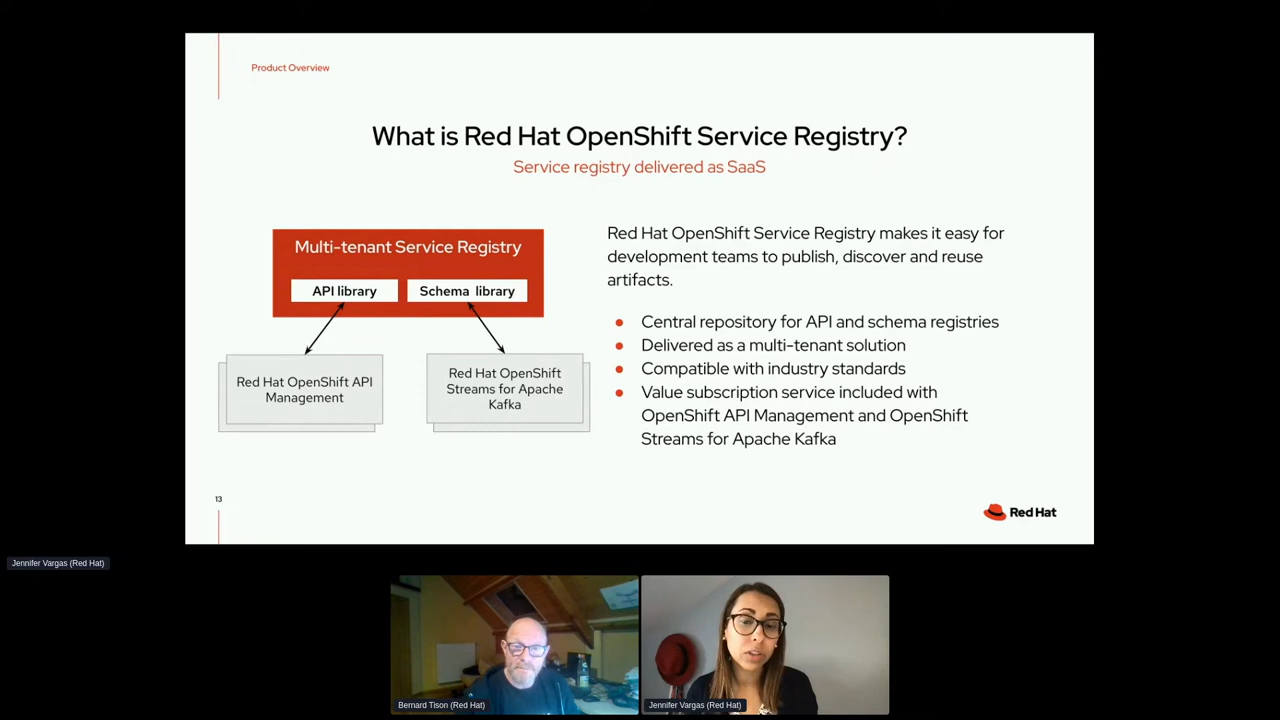 Product Overview
What is Red Hat OpenShift Service Registry?
Service registry delivered as SaaS
Multi-tenant Service Registry
API library
Schema library
Red Hat OpenShift API
Management
Red Hat OpenShift
Streams for Apache
Kafka
Red Hat OpenShift Service Registry makes it easy for
development teams to publish, discover and reuse
artifacts.
Central repository for API and schema registries
Delivered as a multi-tenant solution
Compatible with industry standards
Value subscription service included with
OpenShift API Management and OpenShift
Streams for Apache Kafka
13
Red Hat
Jennifer Vargas (Red Hat)
Bernard Tison (Red Hat)
Jennifer Vargas (Red Hat)